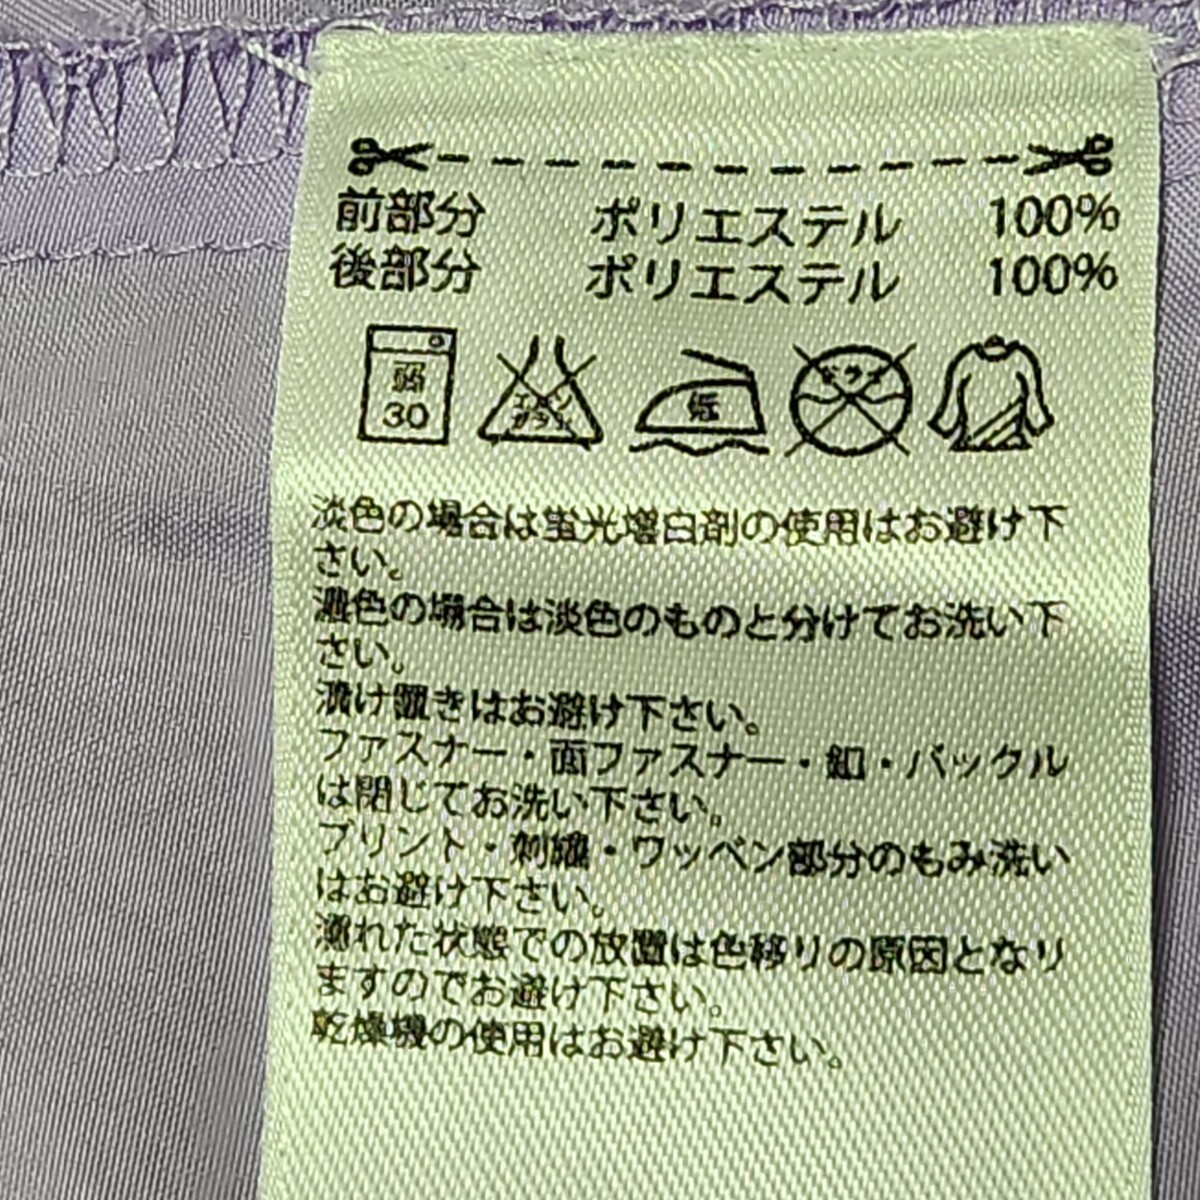 前部分 ポリエステル 100%
後部分 ポリエステル 100%
弱 30 エンソ サラシ 低 ドライ
淡色の場合は蛍光増白剤の使用はお避け下
さい。
濃色の場合は淡色のものと分けてお洗い下
さい。
漬け置きはお避け下さい。
ファスナー・面ファスナー・釦・バックル
は閉じてお洗い下さい。
プリント・刺繍・ワッペン部分のもみ洗い
はお避け下さい。
濡れた状態での放置は色移りの原因となり
ますのでお避け下さい。
乾燥機の使用はお避け下さい。